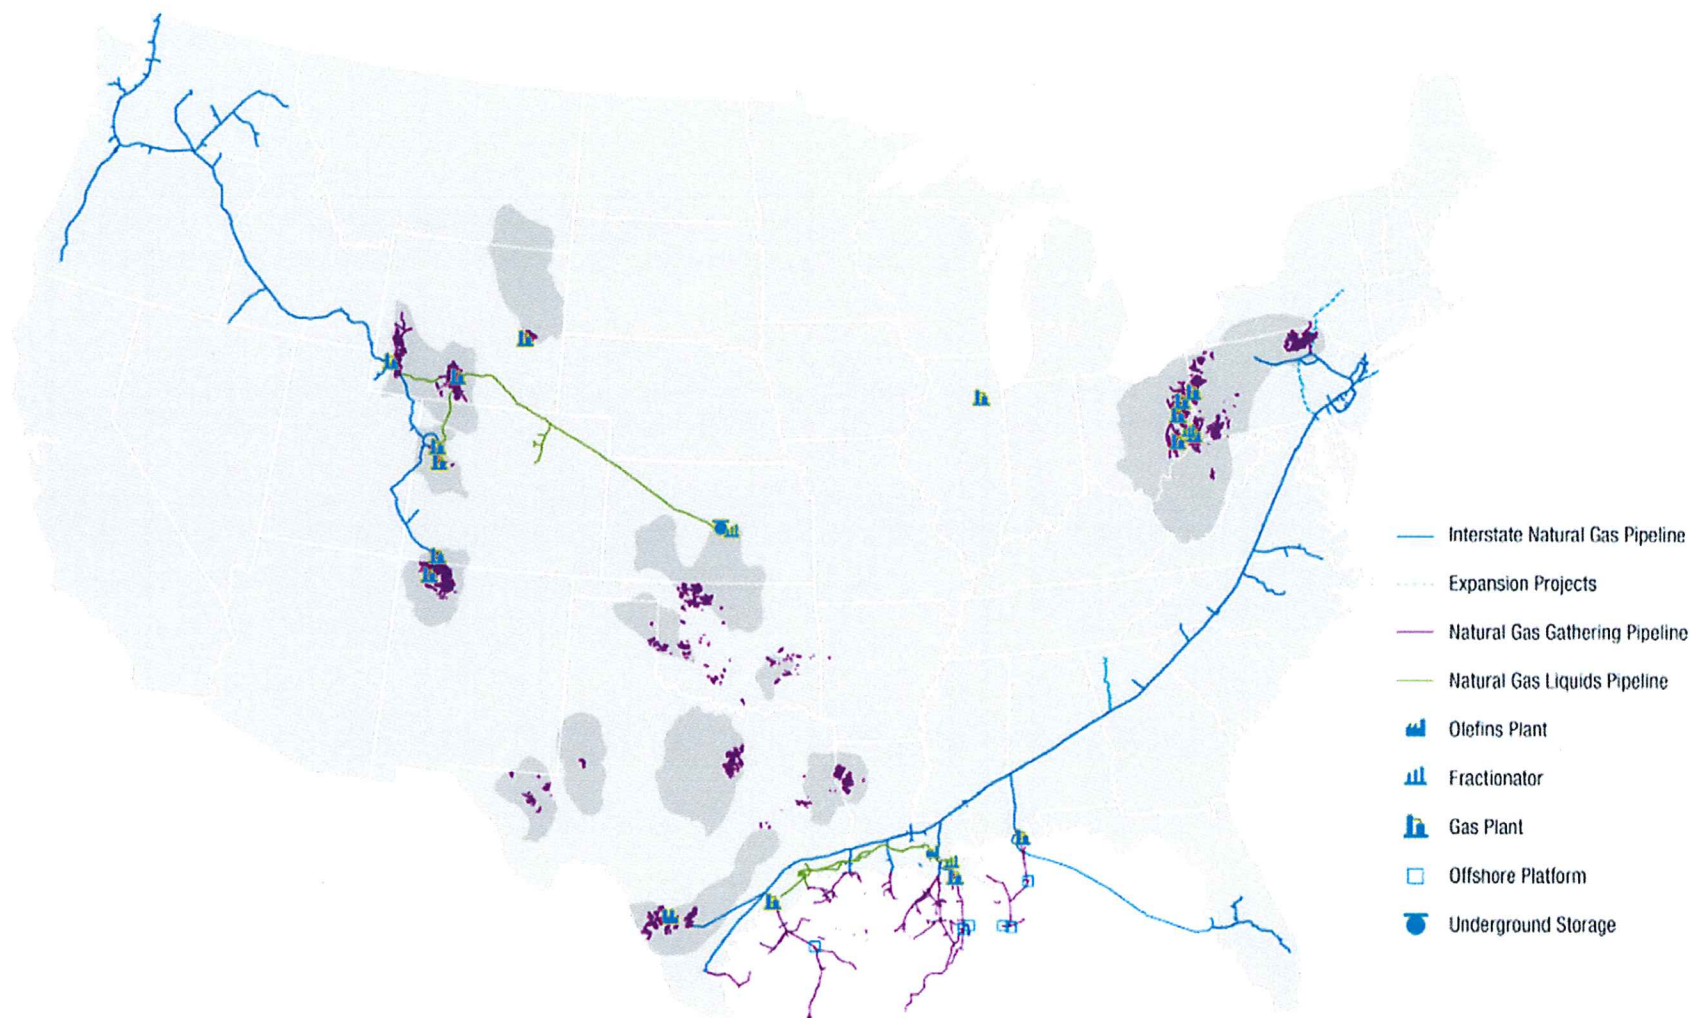 Interstate Natural Gas Pipeline
Expansion Projects
Natural Gas Gathering Pipeline
Natural Gas Liquids Pipeline
Olefins Plant
Fractionator
Gas Plant
Offshore Platform
Underground Storage